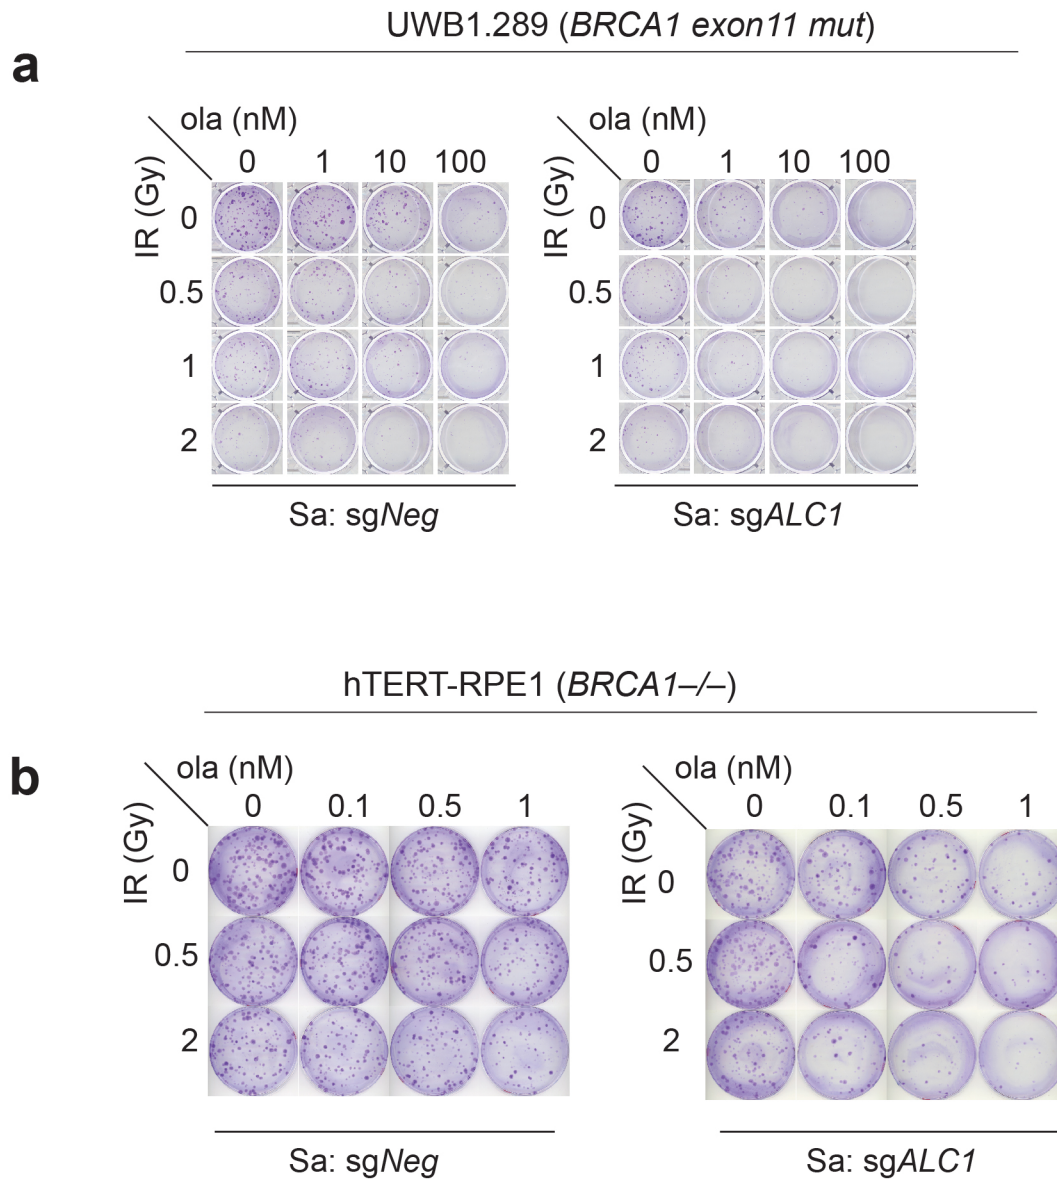 UWB1.289 (BRCA1 exon11 mut)
a
ola (nM)
0 1 10 100
IR (Gy)
0
0.5
1
2
Sa: sgNeg
ola (nM)
0 1 10 100
IR (Gy)
0
0.5
1
2
Sa: sgALC1
hTERT-RPE1 (BRCA1–/–)
b
ola (nM)
0 0.1 0.5 1
IR (Gy)
0
0.5
2
Sa: sgNeg
ola (nM)
0 0.1 0.5 1
IR (Gy)
0
0.5
2
Sa: sgALC1